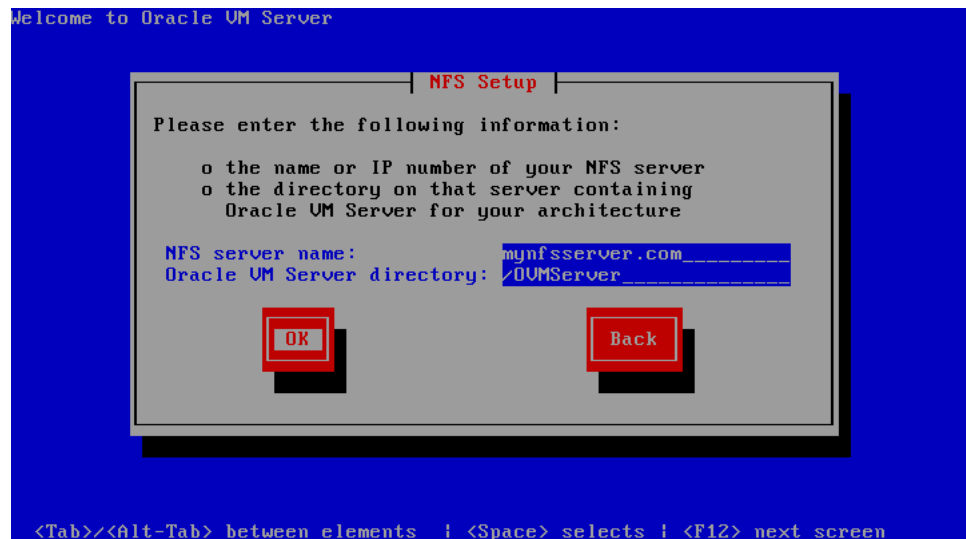 Welcome to Oracle VM Server
NFS Setup
Please enter the following information:
o the name or IP number of your NFS server
o the directory on that server containing
Oracle VM Server for your architecture
NFS server name: mynfsserver.com_________
Oracle VM Server directory: /OVMServer______________
OK Back
<Tab>/<Alt-Tab> between elements | <Space> selects | <F12> next screen